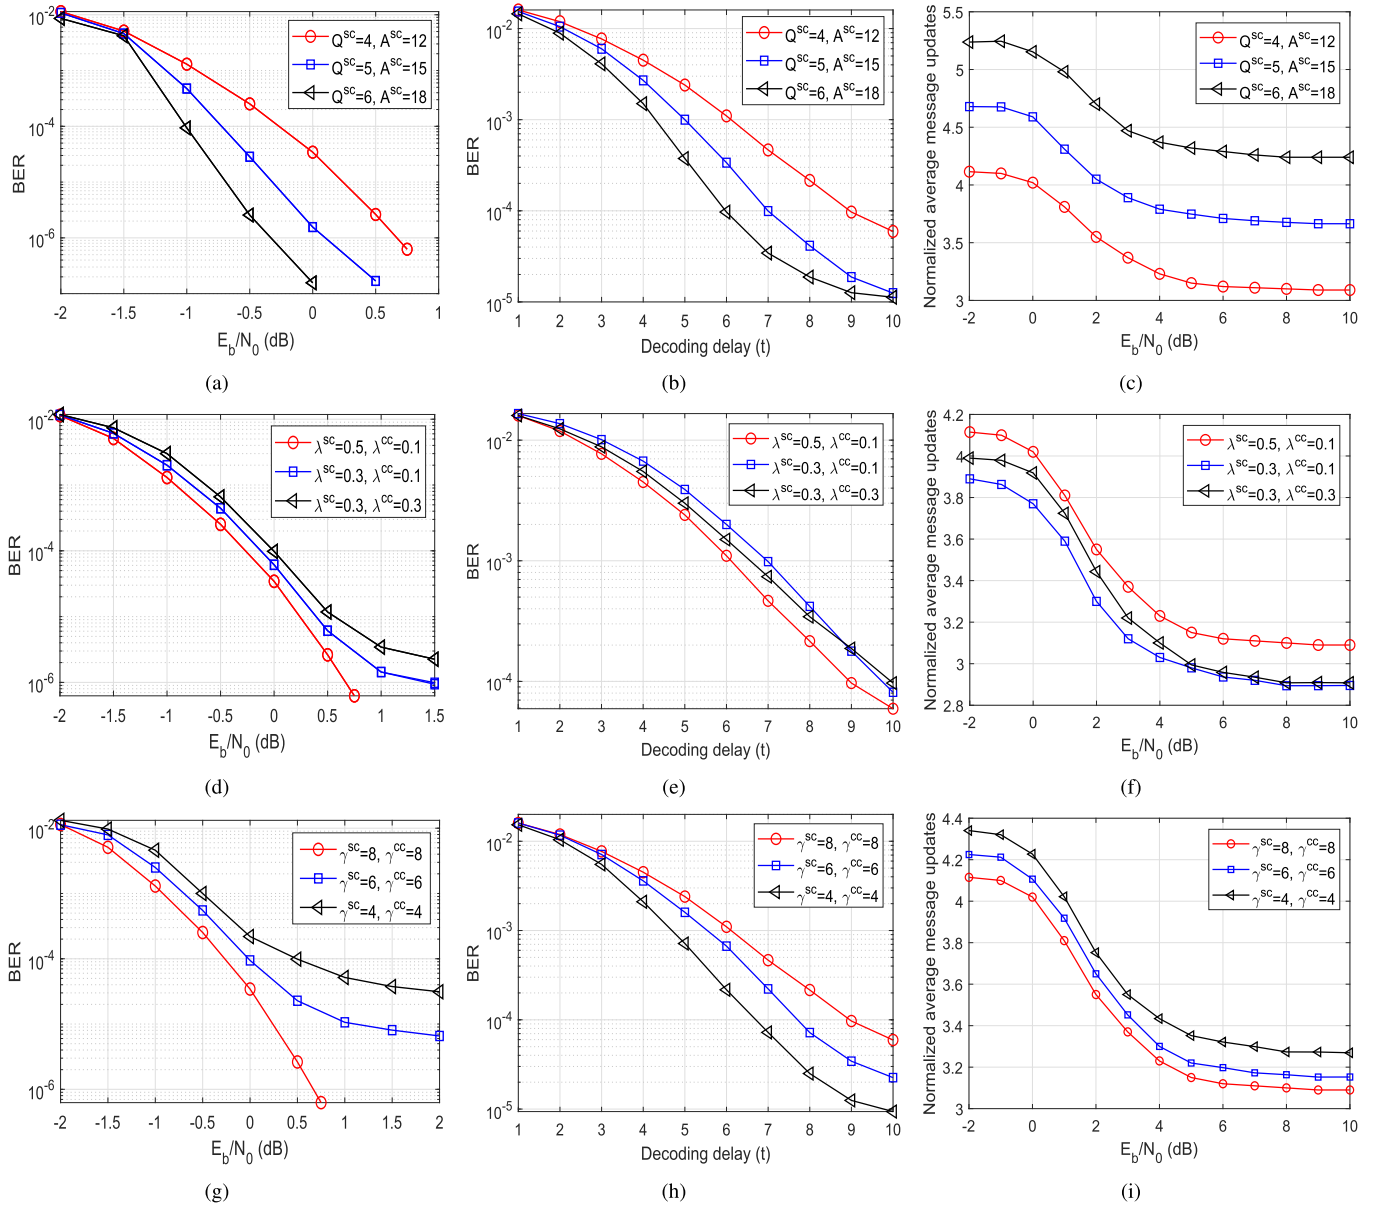 BER
10^-2
10^-4
10^-6
-2 -1.5 -1 -0.5 0 0.5 1
E_b/N_0 (dB)
Q^sc=4, A^sc=12
Q^sc=5, A^sc=15
Q^sc=6, A^sc=18
(a)
BER
10^-2
10^-3
10^-4
10^-5
1 2 3 4 5 6 7 8 9 10
Decoding delay (t)
Q^sc=4, A^sc=12
Q^sc=5, A^sc=15
Q^sc=6, A^sc=18
(b)
Normalized average message updates
5.5
5
4.5
4
3.5
3
-2 0 2 4 6 8 10
E_b/N_0 (dB)
Q^sc=4, A^sc=12
Q^sc=5, A^sc=15
Q^sc=6, A^sc=18
(c)
BER
10^-2
10^-4
10^-6
-2 -1.5 -1 -0.5 0 0.5 1 1.5
E_b/N_0 (dB)
λ^sc=0.5, λ^cc=0.1
λ^sc=0.3, λ^cc=0.1
λ^sc=0.3, λ^cc=0.3
(d)
BER
10^-2
10^-3
10^-4
1 2 3 4 5 6 7 8 9 10
Decoding delay (t)
λ^sc=0.5, λ^cc=0.1
λ^sc=0.3, λ^cc=0.1
λ^sc=0.3, λ^cc=0.3
(e)
Normalized average message updates
4.2
4
3.8
3.6
3.4
3.2
3
2.8
-2 0 2 4 6 8 10
E_b/N_0 (dB)
λ^sc=0.5, λ^cc=0.1
λ^sc=0.3, λ^cc=0.1
λ^sc=0.3, λ^cc=0.3
(f)
BER
10^-2
10^-4
10^-6
-2 -1.5 -1 -0.5 0 0.5 1 1.5 2
E_b/N_0 (dB)
γ^sc=8, γ^cc=8
γ^sc=6, γ^cc=6
γ^sc=4, γ^cc=4
(g)
BER
10^-2
10^-3
10^-4
10^-5
1 2 3 4 5 6 7 8 9 10
Decoding delay (t)
γ^sc=8, γ^cc=8
γ^sc=6, γ^cc=6
γ^sc=4, γ^cc=4
(h)
Normalized average message updates
4.4
4.2
4
3.8
3.6
3.4
3.2
3
-2 0 2 4 6 8 10
E_b/N_0 (dB)
γ^sc=8, γ^cc=8
γ^sc=6, γ^cc=6
γ^sc=4, γ^cc=4
(i)